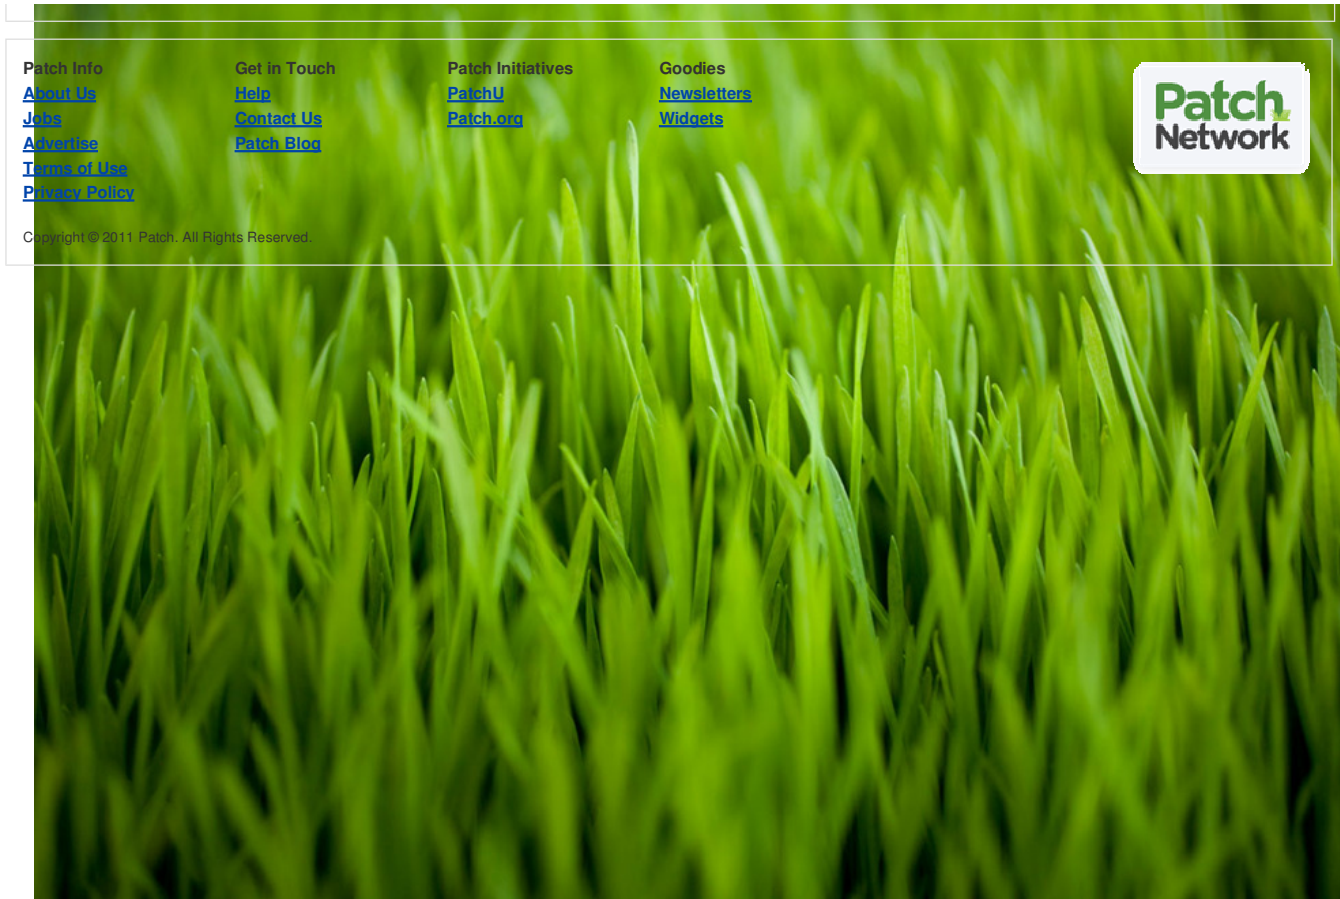 Patch Info
About Us
Jobs
Advertise
Terms of Use
Privacy Policy
Get in Touch
Help
Contact Us
Patch Blog
Patch Initiatives
PatchU
Patch.org
Goodies
Newsletters
Widgets
Patch
Network
Copyright © 2011 Patch. All Rights Reserved.